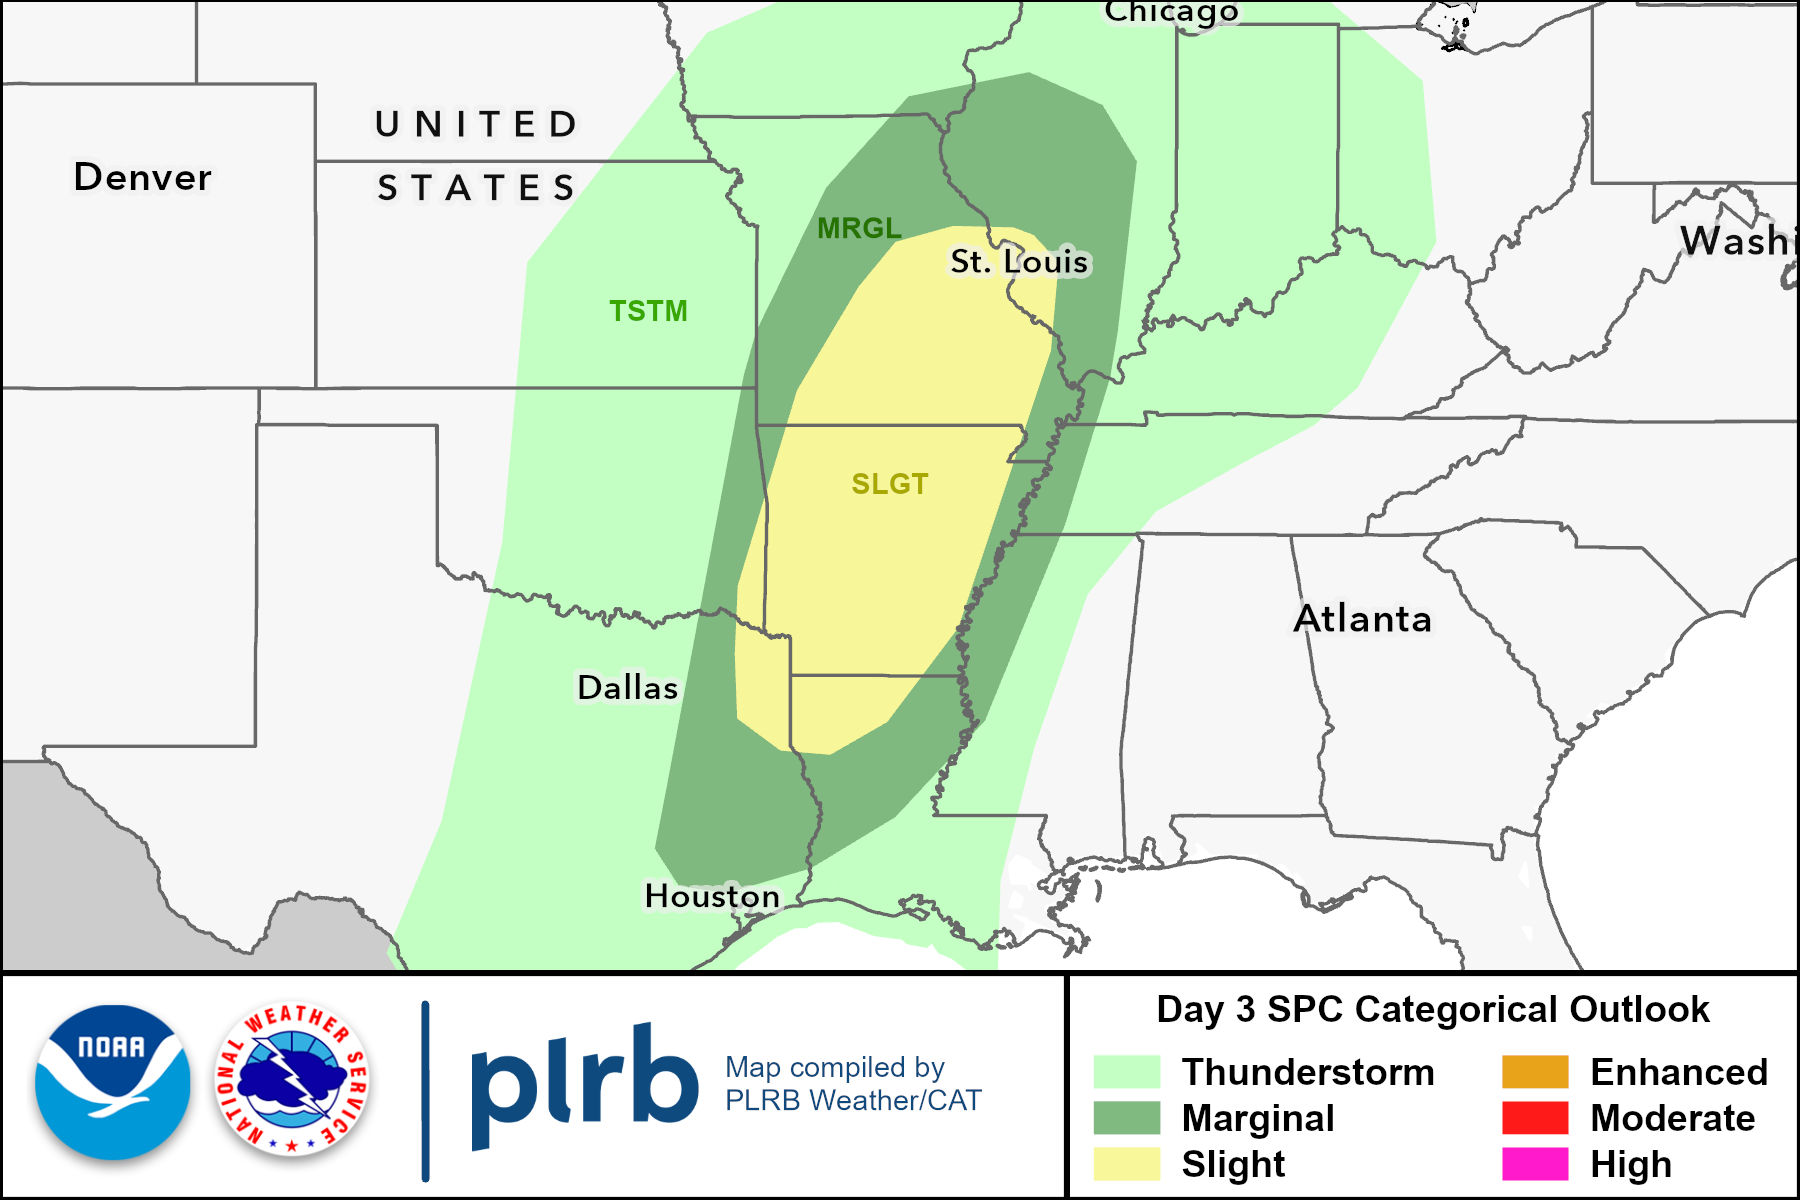 Chicago
UNITED
STATES
Denver
MRGL
St. Louis
Washi
TSTM
SLGT
Atlanta
Dallas
Houston
NOAA
NATIONAL WEATHER SERVICE
plrb
Map compiled by
PLRB Weather/CAT
Day 3 SPC Categorical Outlook
Thunderstorm
Marginal
Slight
Enhanced
Moderate
High